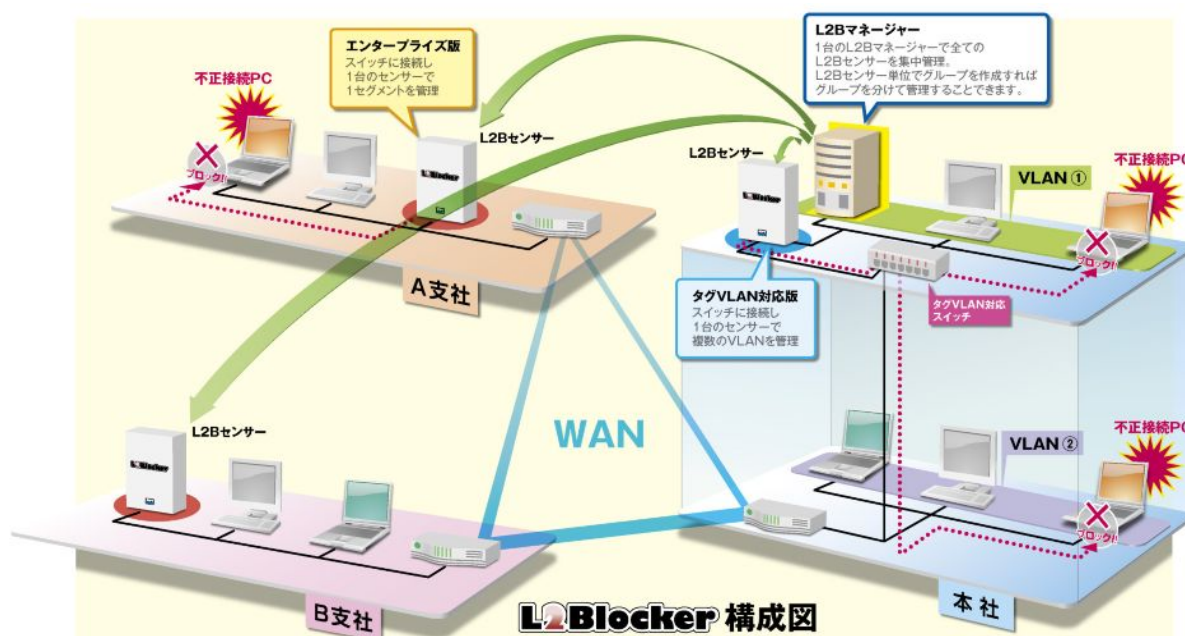 エンタープライズ版
スイッチに接続し
1台のセンサーで
1セグメントを管理
L2Bマネージャー
1台のL2Bマネージャーで全ての
L2Bセンサーを集中管理。
L2Bセンサー単位でグループを作成すれば
グループを分けて管理することできます。
不正接続PC
ブロック!!
L2Bセンサー
L2Blocker
A支社
L2Bセンサー
L2Blocker
VLAN①
不正接続PC
ブロック!!
タグVLAN対応版
スイッチに接続し
1台のセンサーで
複数のVLANを管理
タグVLAN対応
スイッチ
L2Bセンサー
L2Blocker
WAN
VLAN②
不正接続PC
ブロック!!
B支社
本社
L2Blocker 構成図